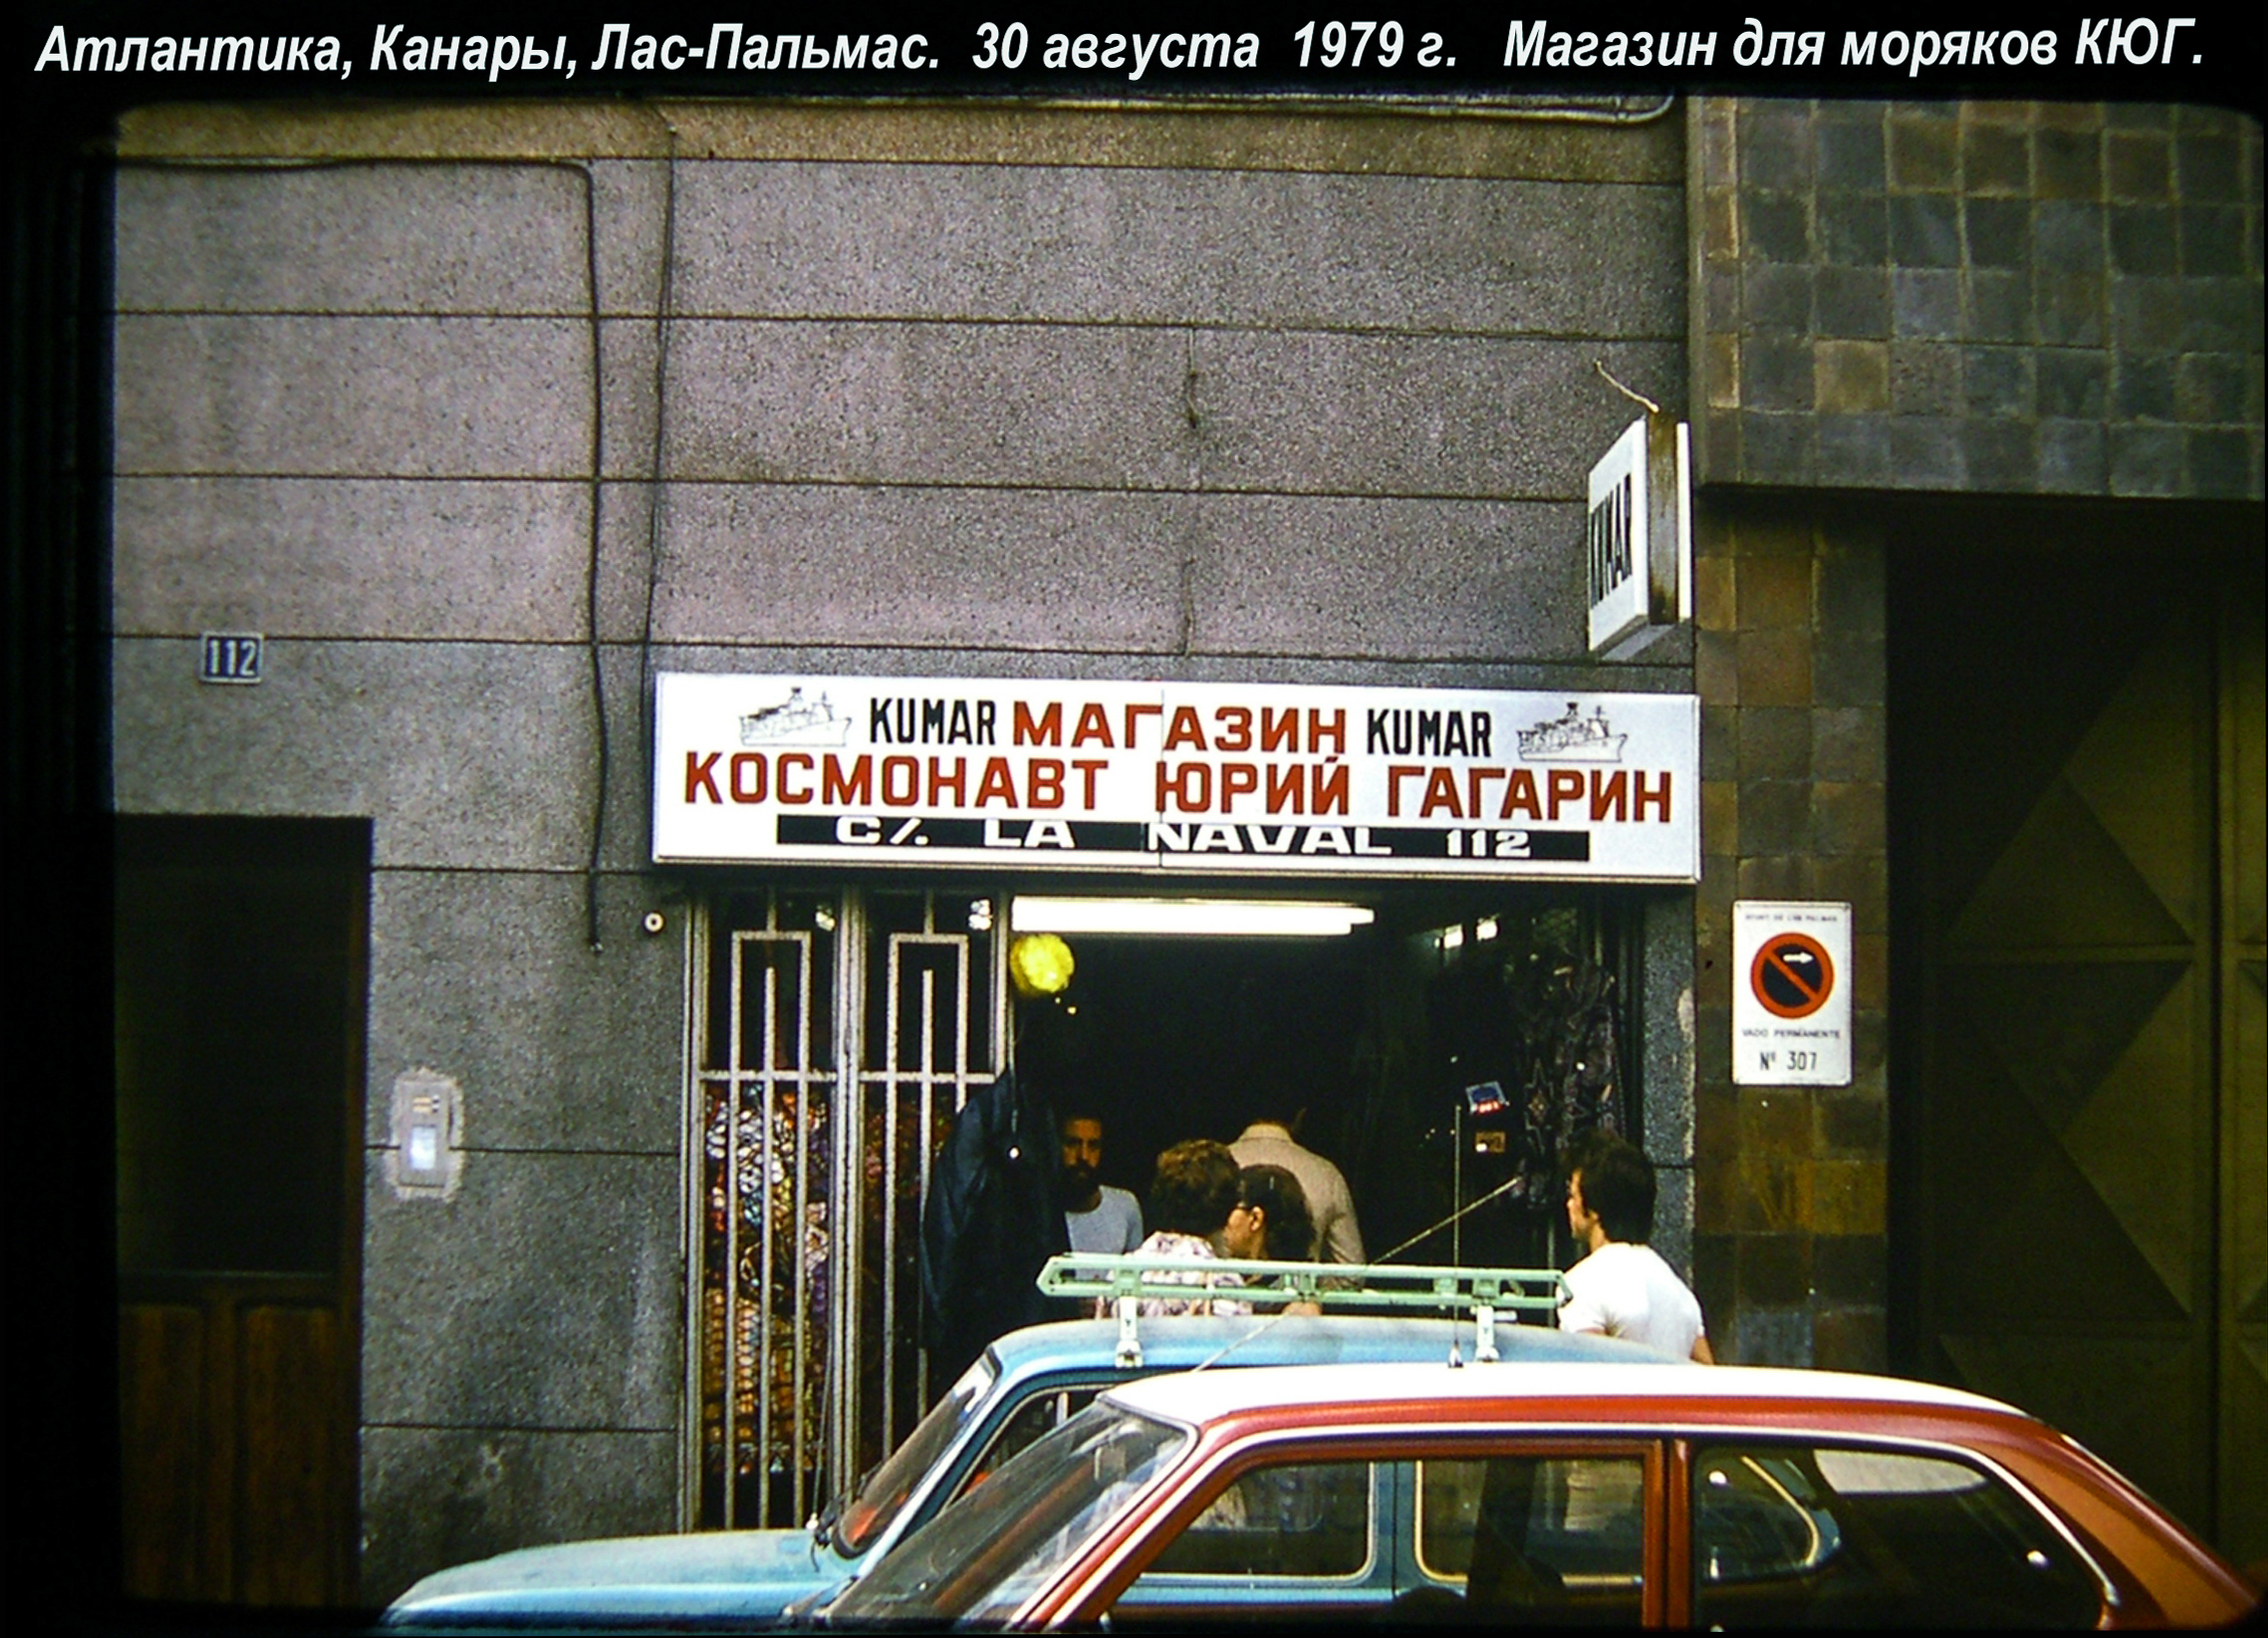 Атлантика, Канары, Лас-Пальмас. 30 августа 1979 г. Магазин для моряков КЮГ.
KUMAR
112
KUMAR МАГАЗИН KUMAR
КОСМОНАВТ ЮРИЙ ГАГАРИН
C/. LA NAVAL 112
VADO PERMANENTE
Nº 307